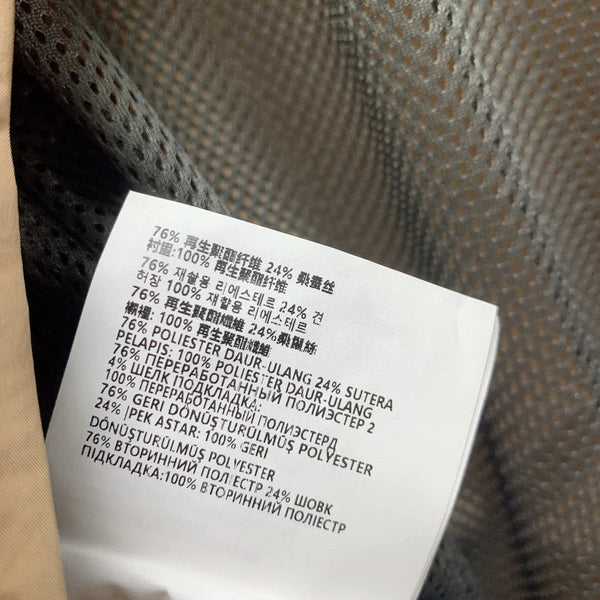 76% 再生聚酯纤维 24% 桑蚕丝
衬里:100% 再生聚酯纤维
76% 재활용 리에스테르 24% 견
허장 100% 재활용 리에스테르
76% 再生聚酯纖維 24%桑蠶絲
襯裡: 100% 再生聚酯纖維
76% POLIESTER DAUR-ULANG 24% SUTERA
PELAPIS: 100% POLIESTER DAUR-ULANG
76% ПЕРЕРАБОТАННЫЙ ПОЛИЭСТЕР 2
4% ШЕЛК ПОДКЛАДКА:
100% ПЕРЕРАБОТАННЫЙ ПОЛИЭСТЕРД
76% GERI DÖNÜŞTÜRÜLMÜŞ POLYESTER
24% İPEK ASTAR: 100% GERI
DÖNÜŞTURÜLMÜŞ POLYESTER
76% ВТОРИННИЙ ПОЛІЕСТР 24% ШОВК
ПІДКЛАДКА:100% ВТОРИННИЙ ПОЛІЕСТР